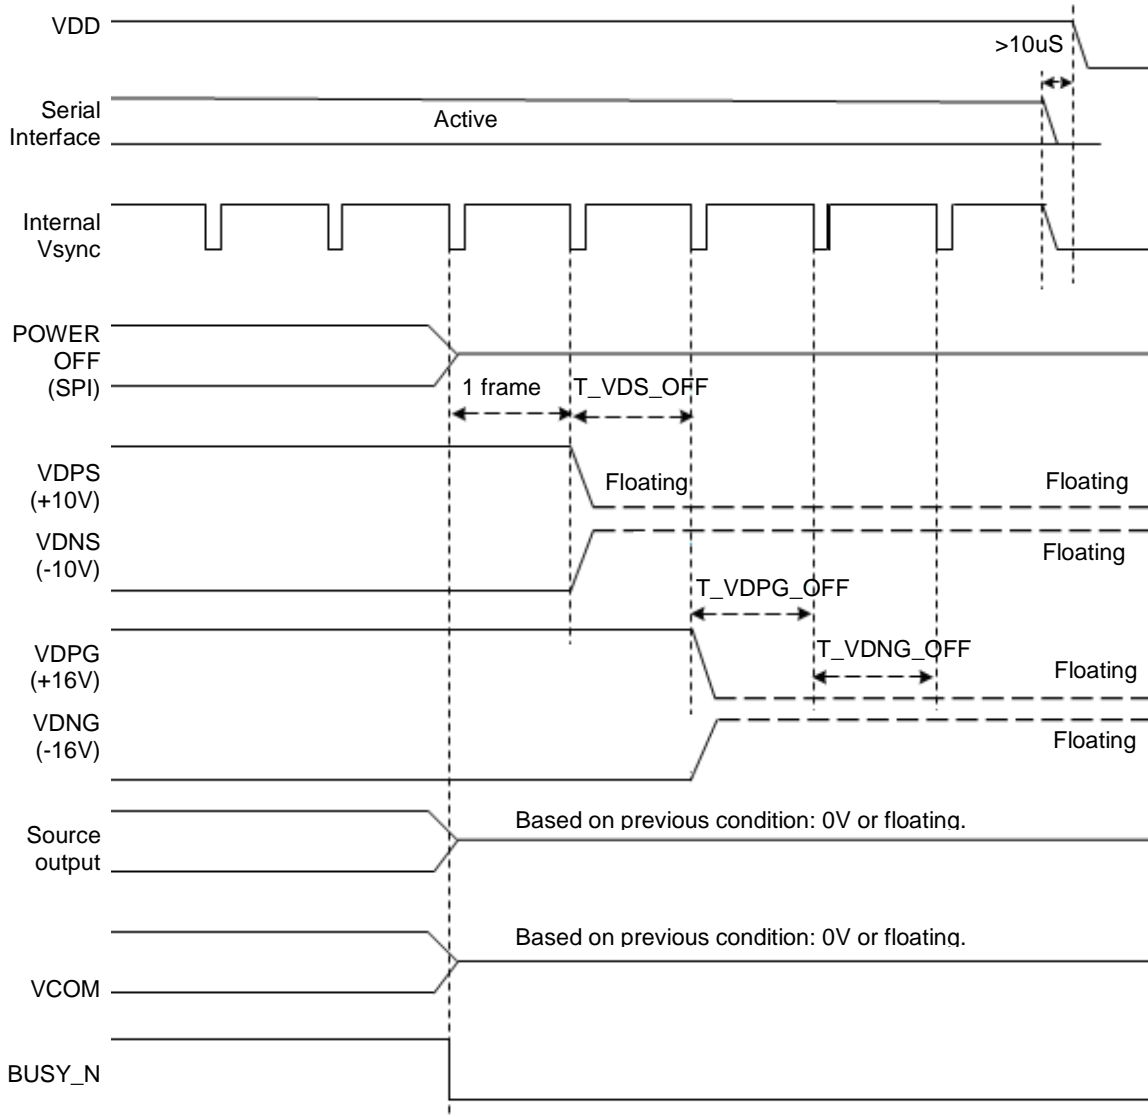 VDD
>10uS
Serial
Interface
Active
Internal
Vsync
POWER
OFF
(SPI)
1 frame
T_VDS_OFF
VDPS
(+10V)
Floating
Floating
VDNS
(-10V)
Floating
T_VDPG_OFF
VDPG
(+16V)
T_VDNG_OFF
Floating
VDNG
(-16V)
Floating
Source
output
Based on previous condition: 0V or floating.
VCOM
Based on previous condition: 0V or floating.
BUSY_N